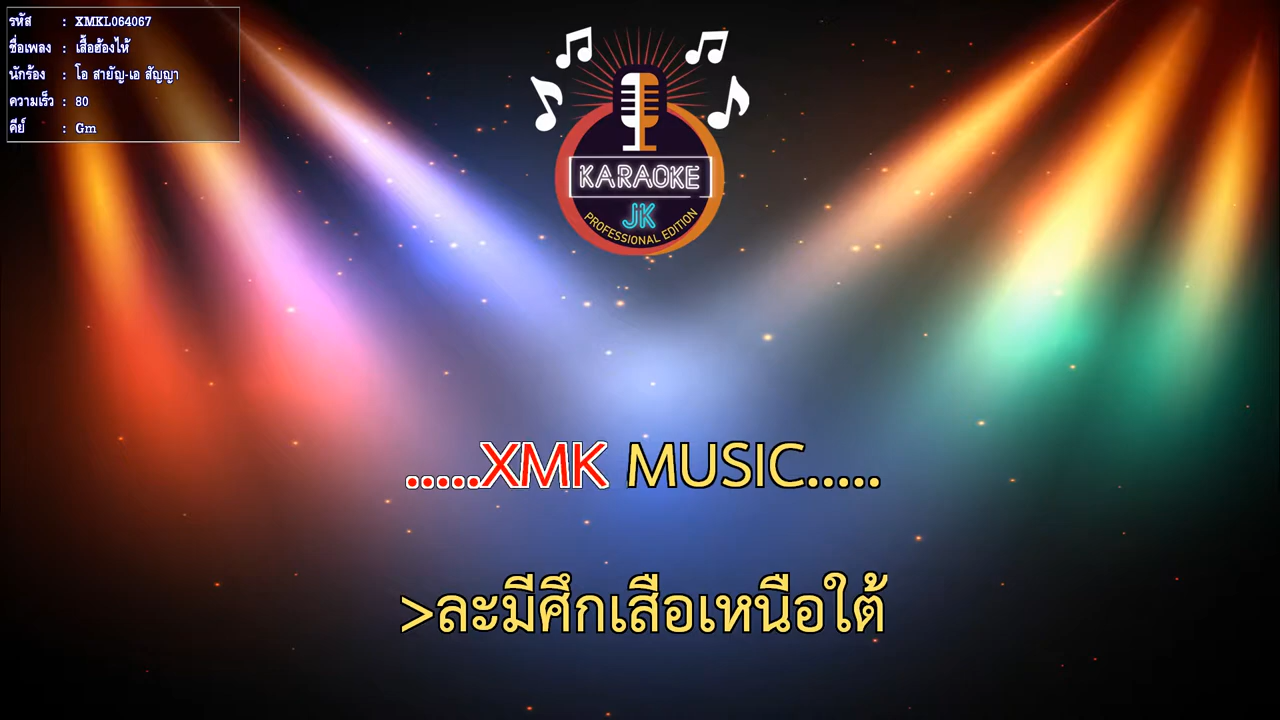 รหัส : XMKL064067
ชื่อเพลง : เสื้อฮ้องไห้
นักร้อง : โอ สายัญ-เอ สัญญา
ความเร็ว : 80
คีย์ : Gm
KARAOKE
JK
PROFESSIONAL EDITION
.....XMK MUSIC.....
>ละมีศึกเสือเหนือใต้